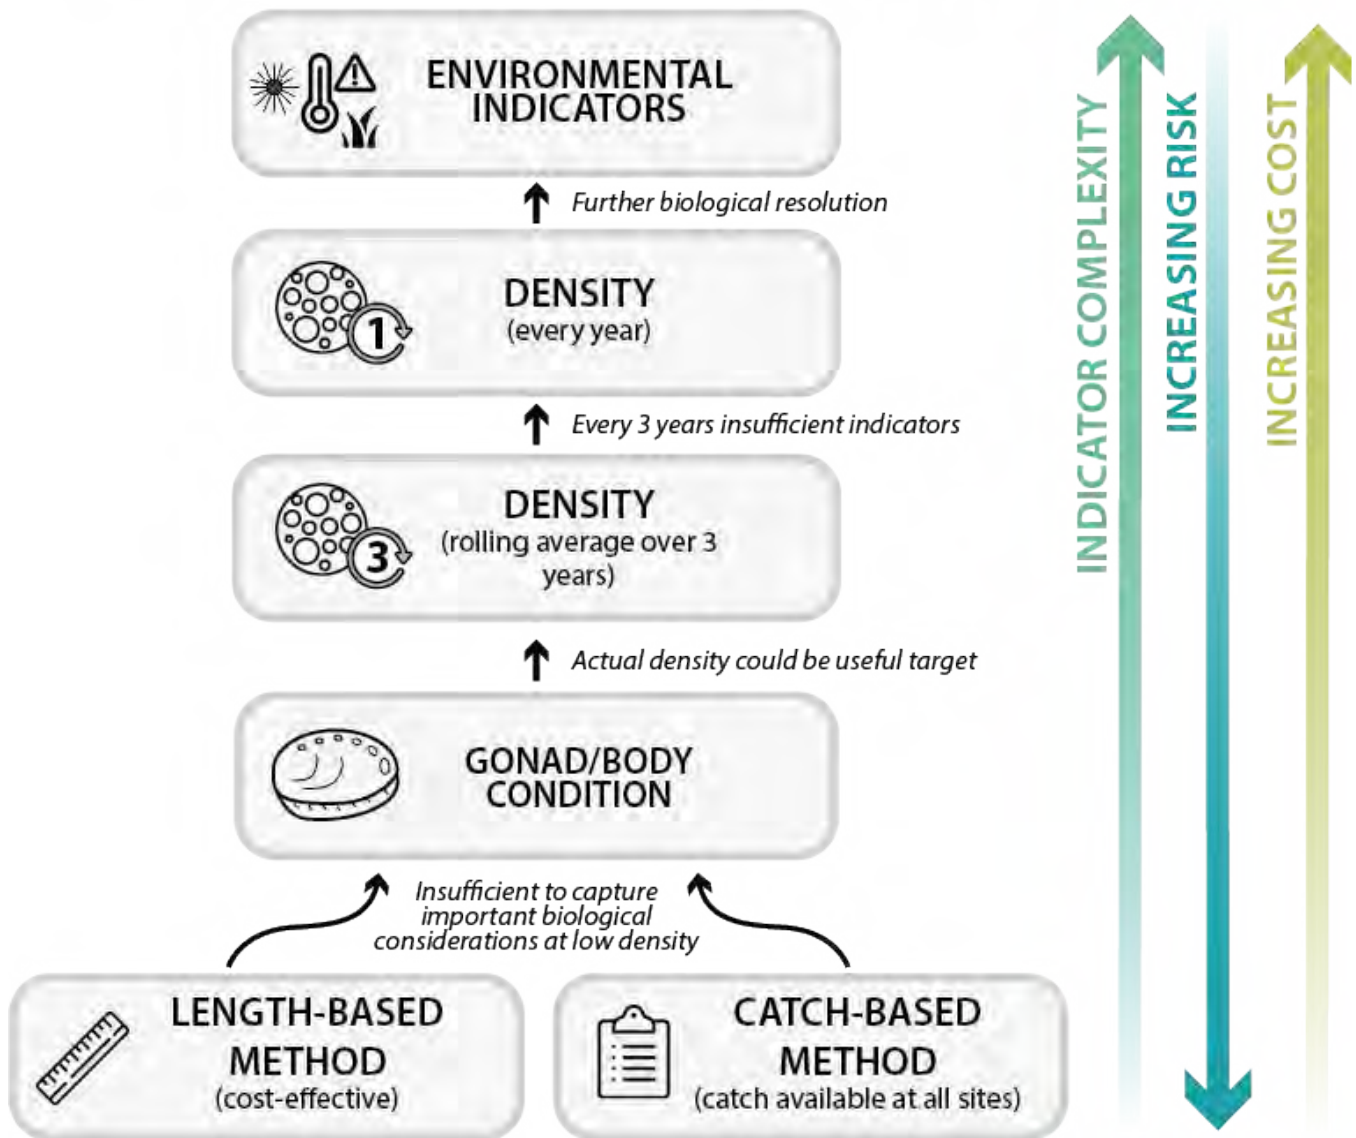 ENVIRONMENTAL
INDICATORS
Further biological resolution
DENSITY
(every year)
1
Every 3 years insufficient indicators
DENSITY
(rolling average over 3
years)
3
Actual density could be useful target
GONAD/BODY
CONDITION
Insufficient to capture
important biological
considerations at low density
LENGTH-BASED
METHOD
(cost-effective)
CATCH-BASED
METHOD
(catch available at all sites)
INDICATOR COMPLEXITY
INCREASING RISK
INCREASING COST